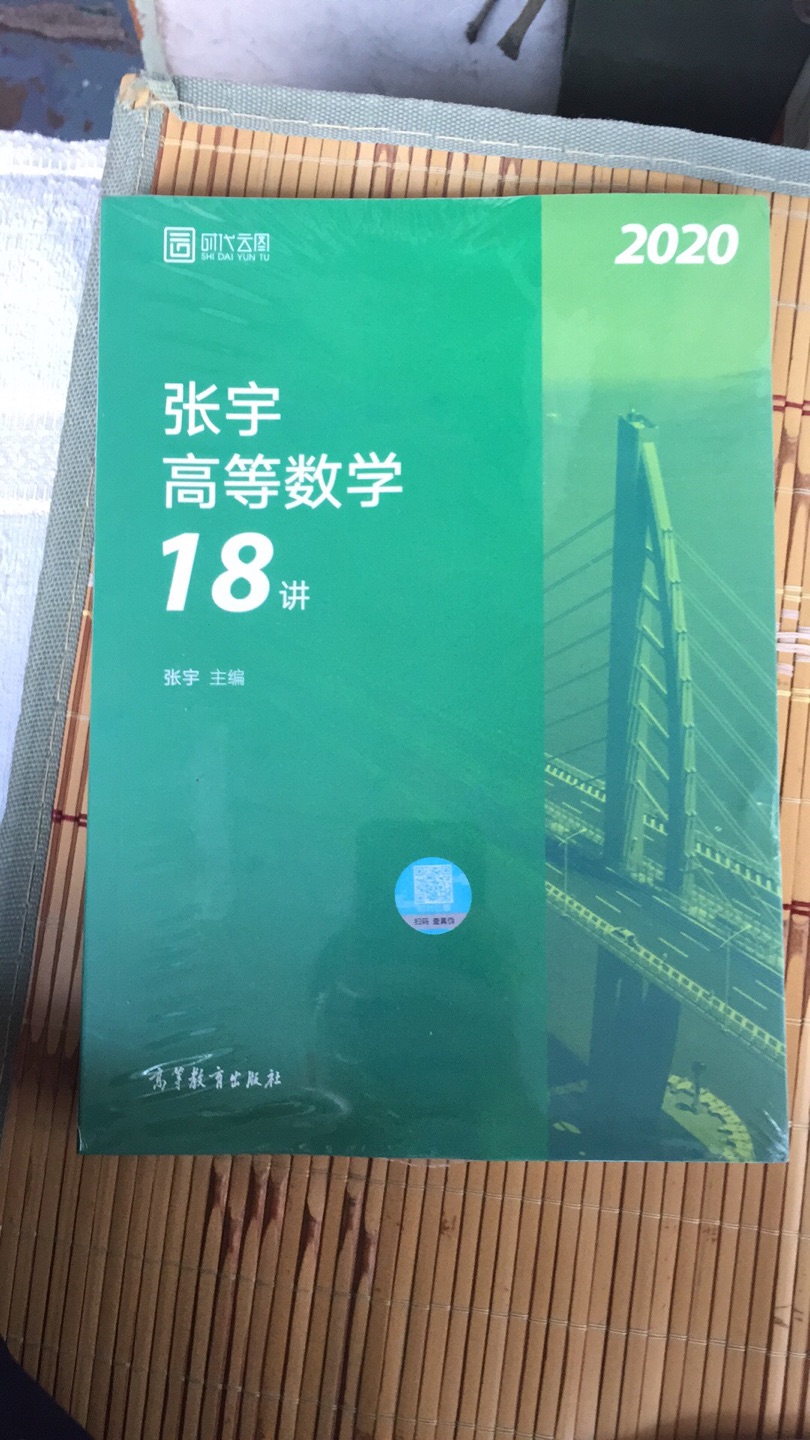 时代云图
SHI DAI YUN TU
2020
张宇
高等数学
18讲
张宇 主编
扫码 查真伪
高等教育出版社